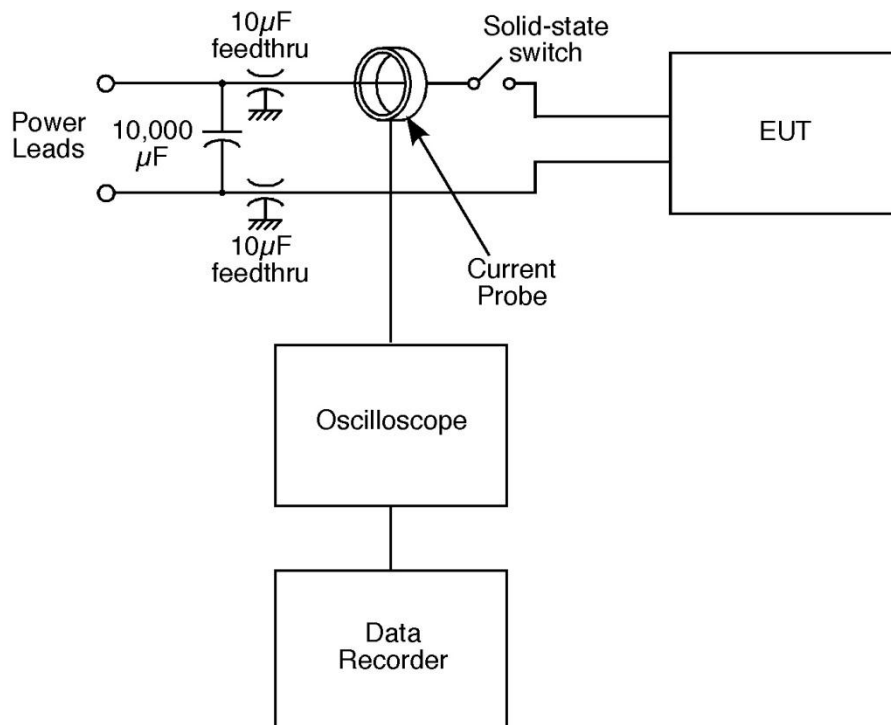 10µF
feedthru
Solid-state
switch
Power
Leads
10,000
µF
EUT
10µF
feedthru
Current
Probe
Oscilloscope
Data
Recorder